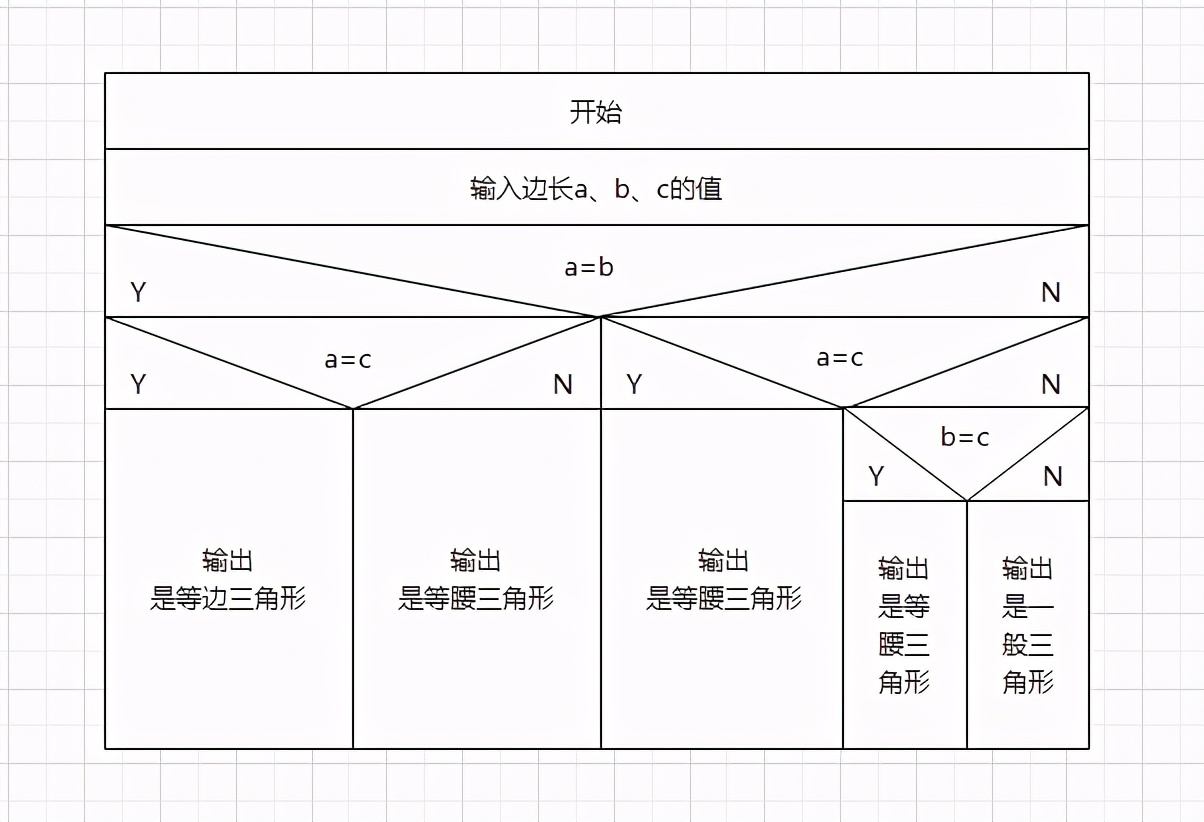 开始
输入边长a、b、c的值
a=b
Y
N
a=c
Y
N
a=c
Y
N
b=c
Y
N
输出
是等边三角形
输出
是等腰三角形
输出
是等腰三角形
输出
是等
腰三
角形
输出
是一
般三
角形